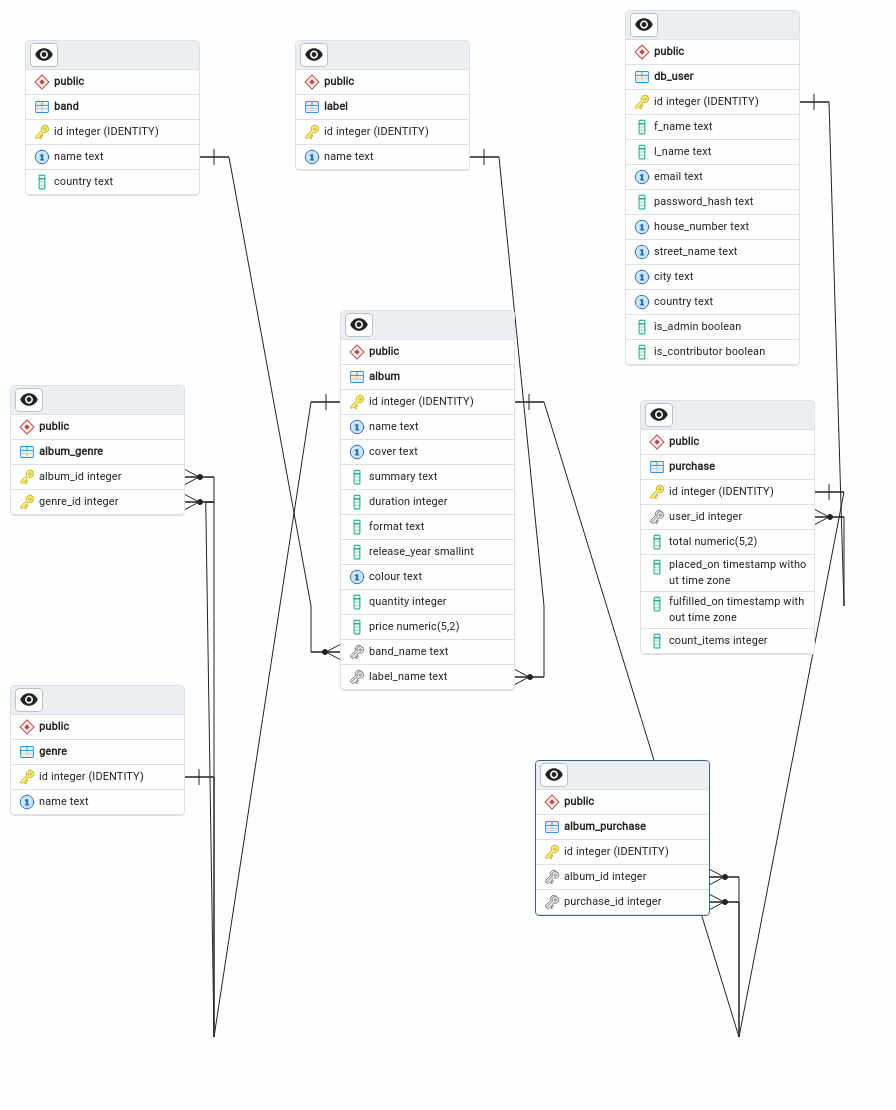 public
band
id integer (IDENTITY)
name text
country text
public
label
id integer (IDENTITY)
name text
public
db_user
id integer (IDENTITY)
f_name text
l_name text
email text
password_hash text
house_number text
street_name text
city text
country text
is_admin boolean
is_contributor boolean
public
album_genre
album_id integer
genre_id integer
public
album
id integer (IDENTITY)
name text
cover text
summary text
duration integer
format text
release_year smallint
colour text
quantity integer
price numeric(5,2)
band_name text
label_name text
public
purchase
id integer (IDENTITY)
user_id integer
total numeric(5,2)
placed_on timestamp witho
ut time zone
fulfilled_on timestamp with
out time zone
count_items integer
public
genre
id integer (IDENTITY)
name text
public
album_purchase
id integer (IDENTITY)
album_id integer
purchase_id integer